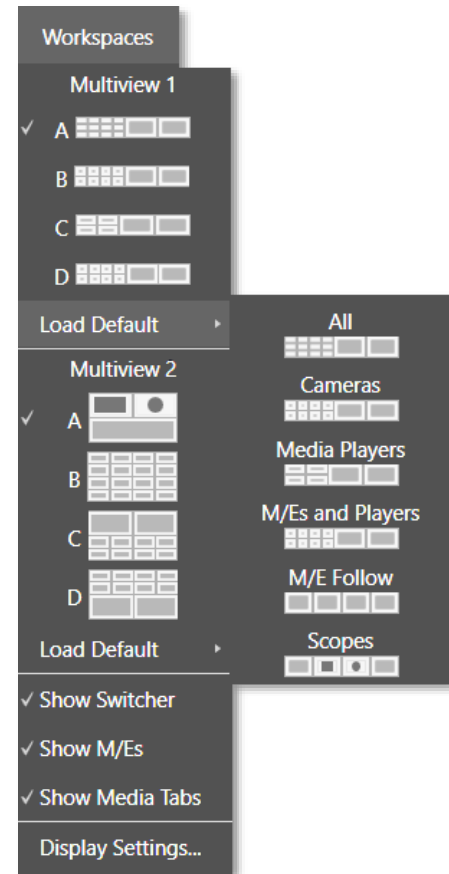 Workspaces
Multiview 1
A
B
C
D
Load Default
Multiview 2
A
B
C
D
Load Default
Show Switcher
Show M/Es
Show Media Tabs
Display Settings...
All
Cameras
Media Players
M/Es and Players
M/E Follow
Scopes